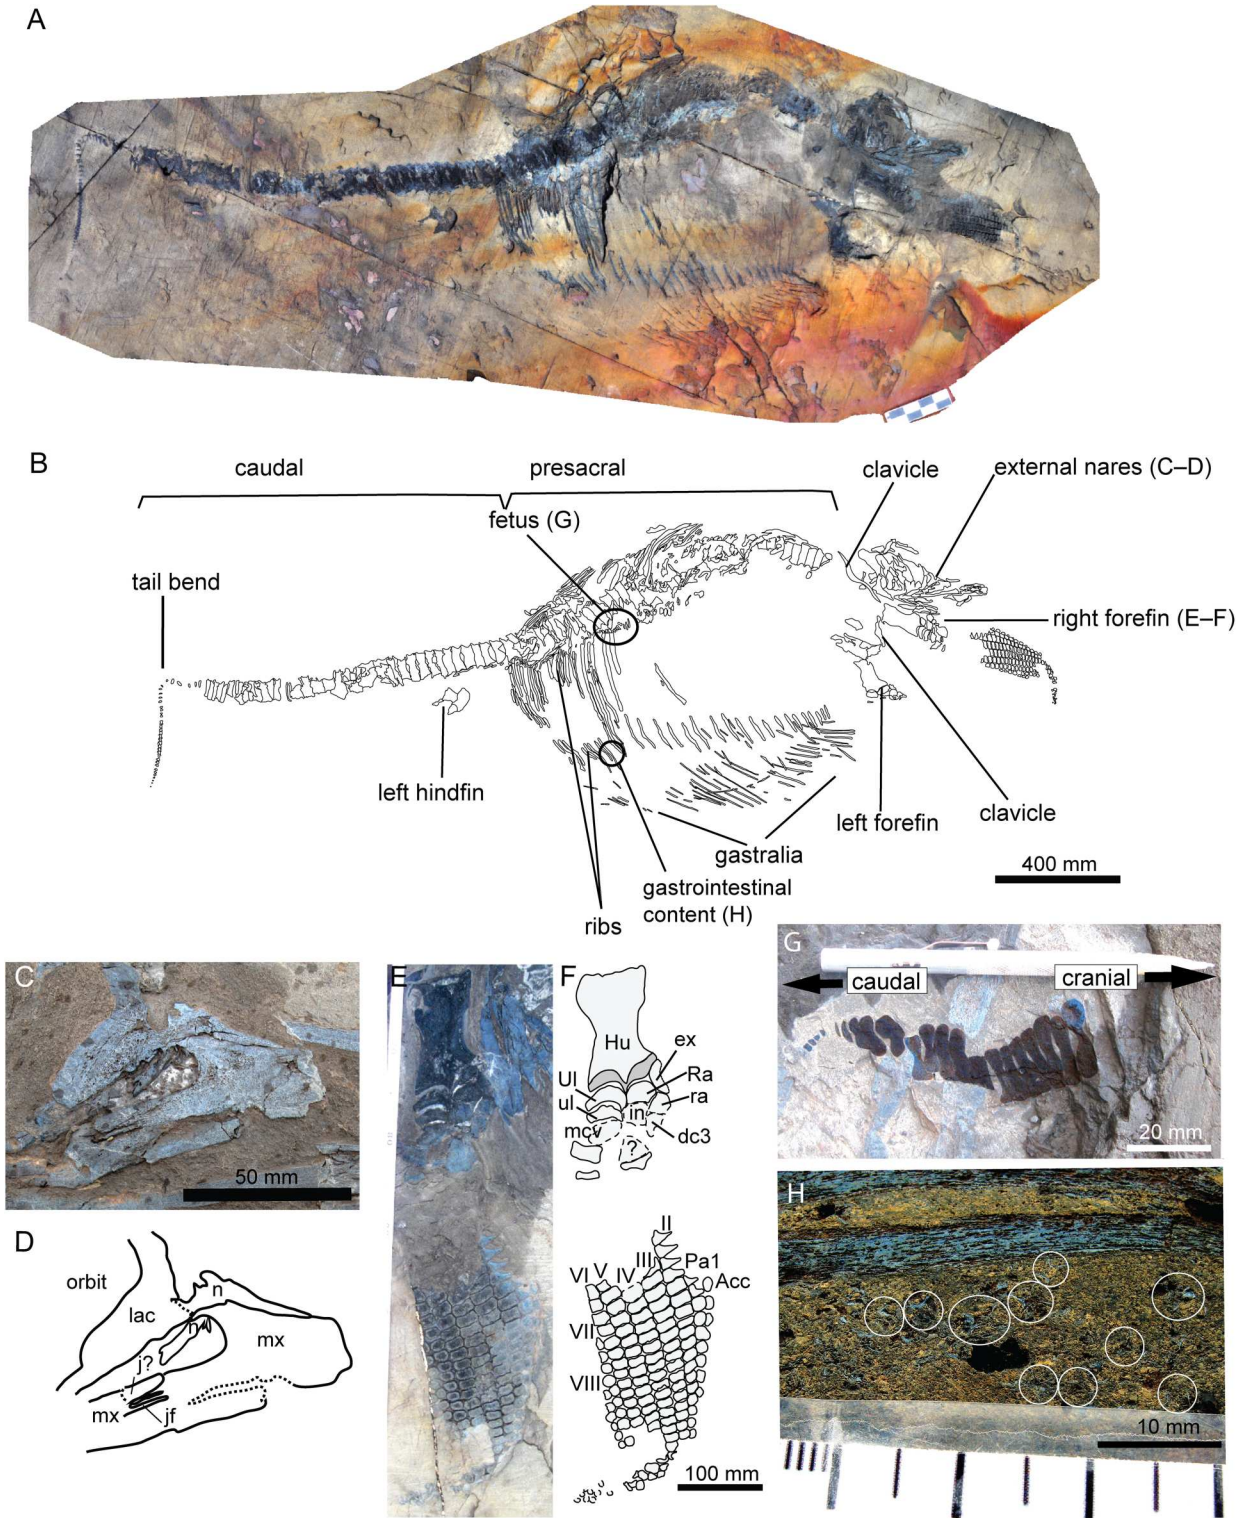 A
B
caudal
presacral
clavicle
external nares (C–D)
fetus (G)
tail bend
right forefin (E–F)
left hindfin
left forefin
clavicle
gastralia
400 mm
gastrointestinal
content (H)
ribs
C
50 mm
D
orbit
lac
n
n
mx
j?
mx
jf
E
F
Hu
ex
Ul
Ra
ul
ra
in
mcv
dc3
?
II
III
Pa1
VI
V
IV
Acc
VII
VIII
100 mm
G
caudal
cranial
20 mm
H
10 mm